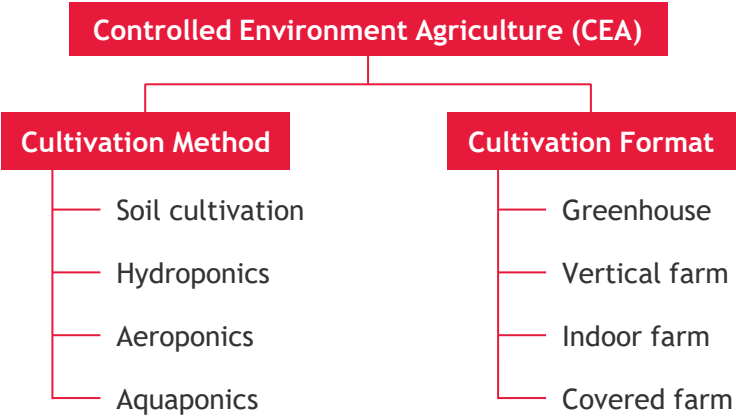 Controlled Environment Agriculture (CEA)
Cultivation Method
Soil cultivation
Hydroponics
Aeroponics
Aquaponics
Cultivation Format
Greenhouse
Vertical farm
Indoor farm
Covered farm